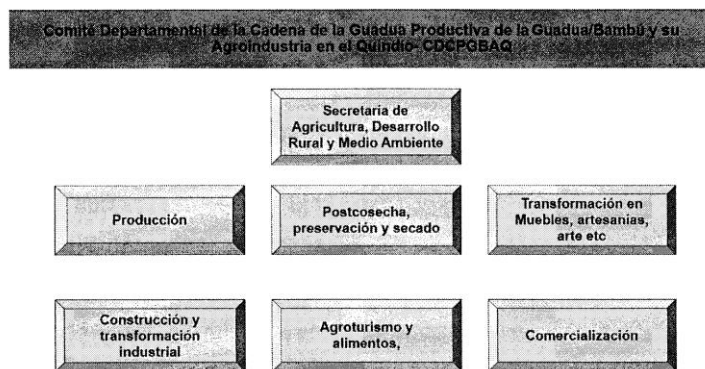 Comité Departamental de la Cadena de la Guadua Productiva de la Guadua/Bambú y su
Agroindustria en el Quindío- CDCPGBAQ
Secretaria de
Agricultura, Desarrollo
Rural y Medio Ambiente
Producción
Postcosecha,
preservación y secado
Transformación en
Muebles, artesanias,
arte etc
Construcción y
transformación
industrial
Agroturismo y
alimentos,
Comercialización